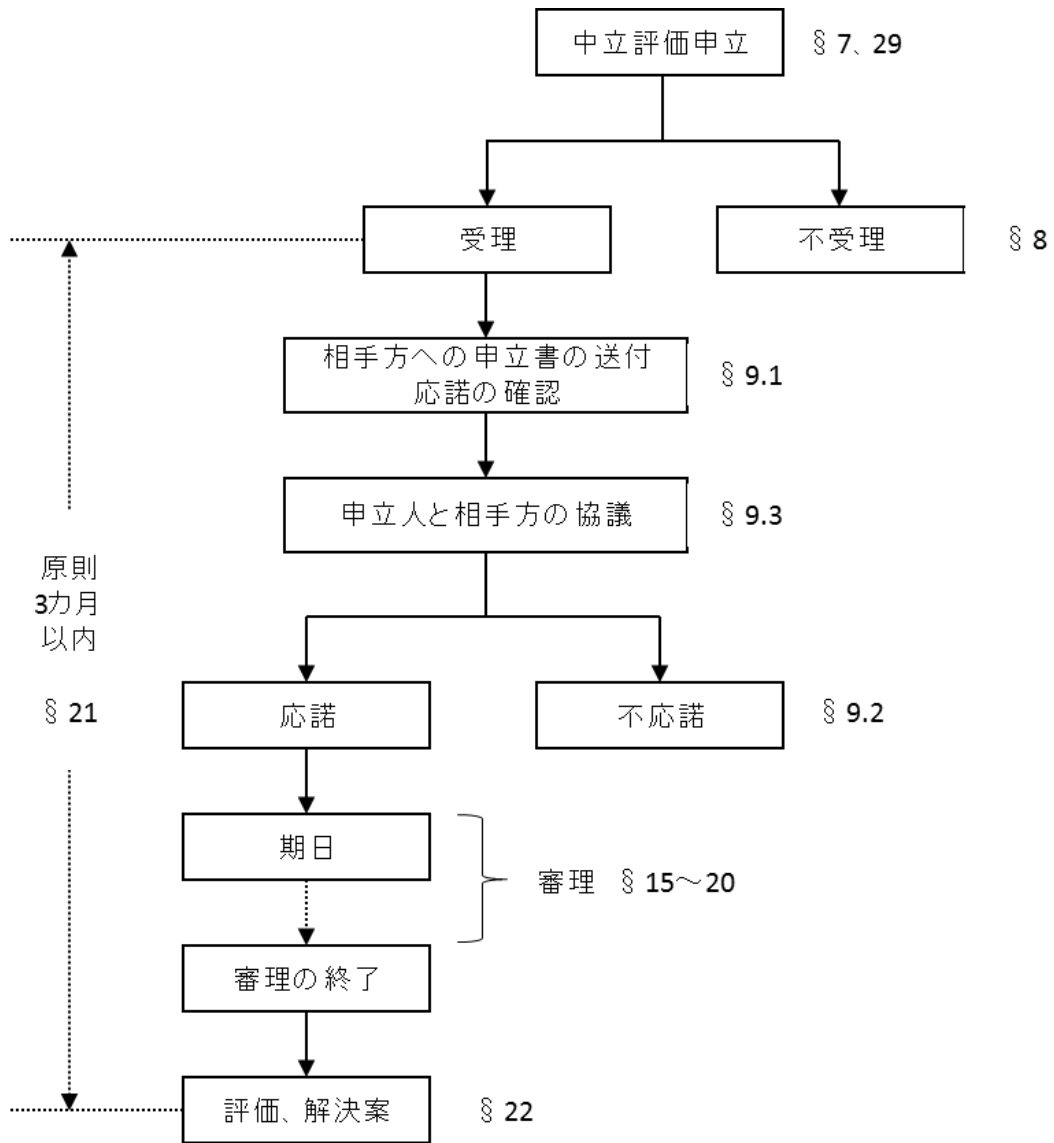 中立評価申立 § 7、29
受理
不受理 § 8
相手方への申立書の送付
応諾の確認
§ 9.1
申立人と相手方の協議 § 9.3
原則
3カ月
以内
§ 21
応諾
不応諾 § 9.2
期日
審理 § 15～20
審理の終了
評価、解決案 § 22